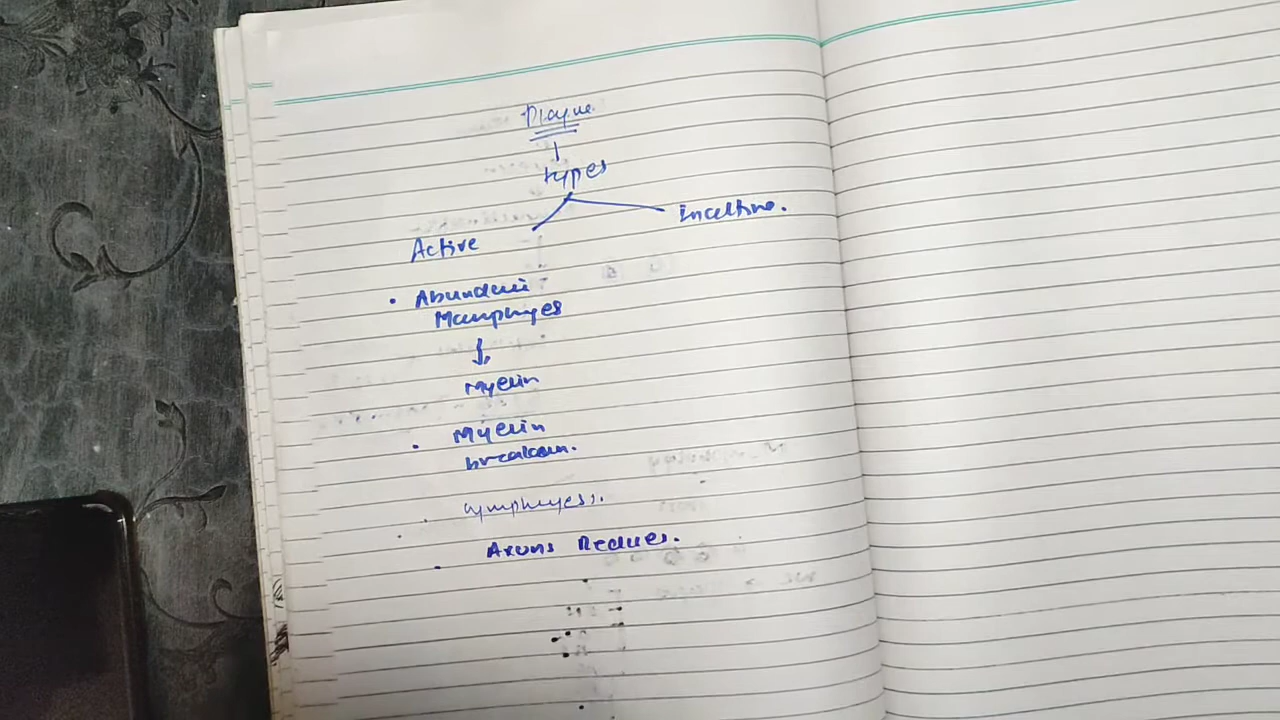 Plaque
types
Active
inactive.
• Abundant
Macrophages
Myelin
• Myelin
breakdown.
• Lymphocytes.
• Axons Reduces.